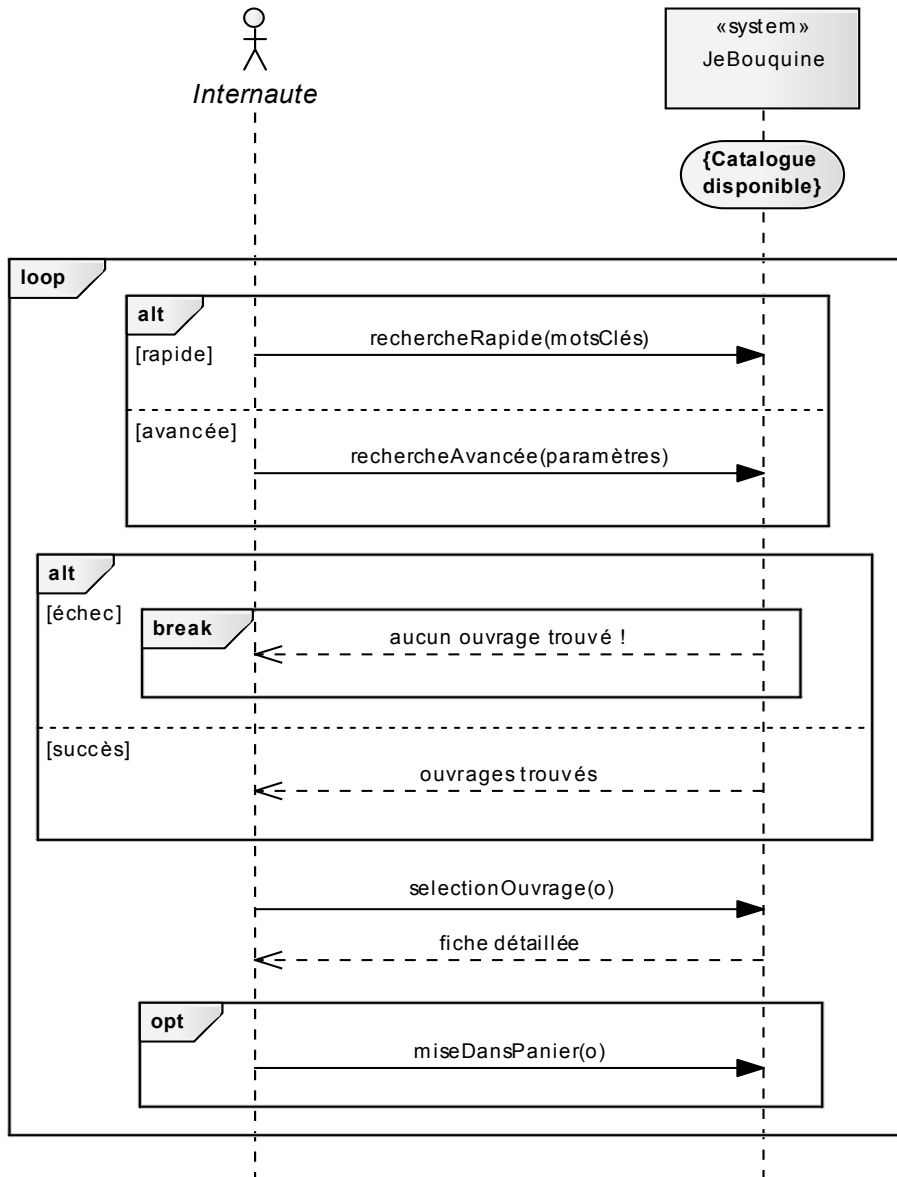 «system»
JeBouquine
Internaute
{Catalogue
disponible}
loop
alt
rechercheRapide(motsClés)
[rapide]
[avancée]
rechercheAvancée(paramètres)
alt
[échec]
break
aucun ouvrage trouvé !
[succès]
ouvrages trouvés
selectionOuvrage(o)
fiche détaillée
opt
miseDansPanier(o)